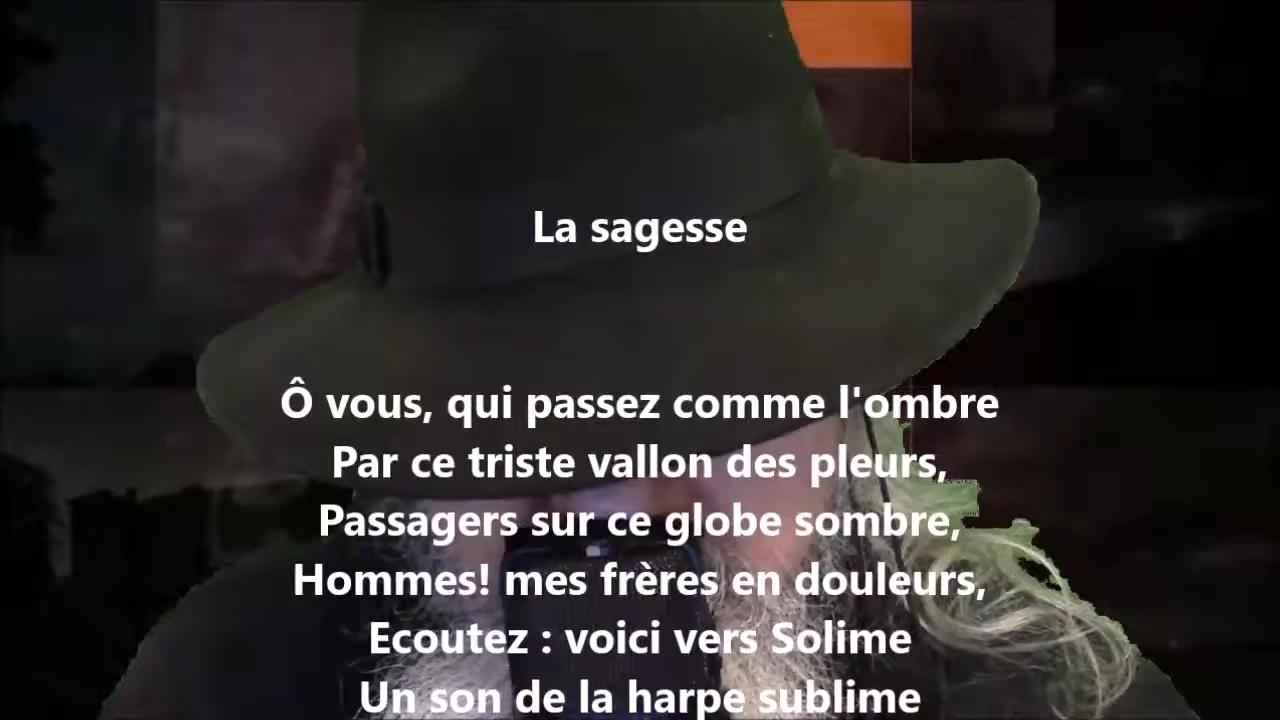 La sagesse
Ô vous, qui passez comme l'ombre
Par ce triste vallon des pleurs,
Passagers sur ce globe sombre,
Hommes! mes frères en douleurs,
Ecoutez : voici vers Solime
Un son de la harpe sublime